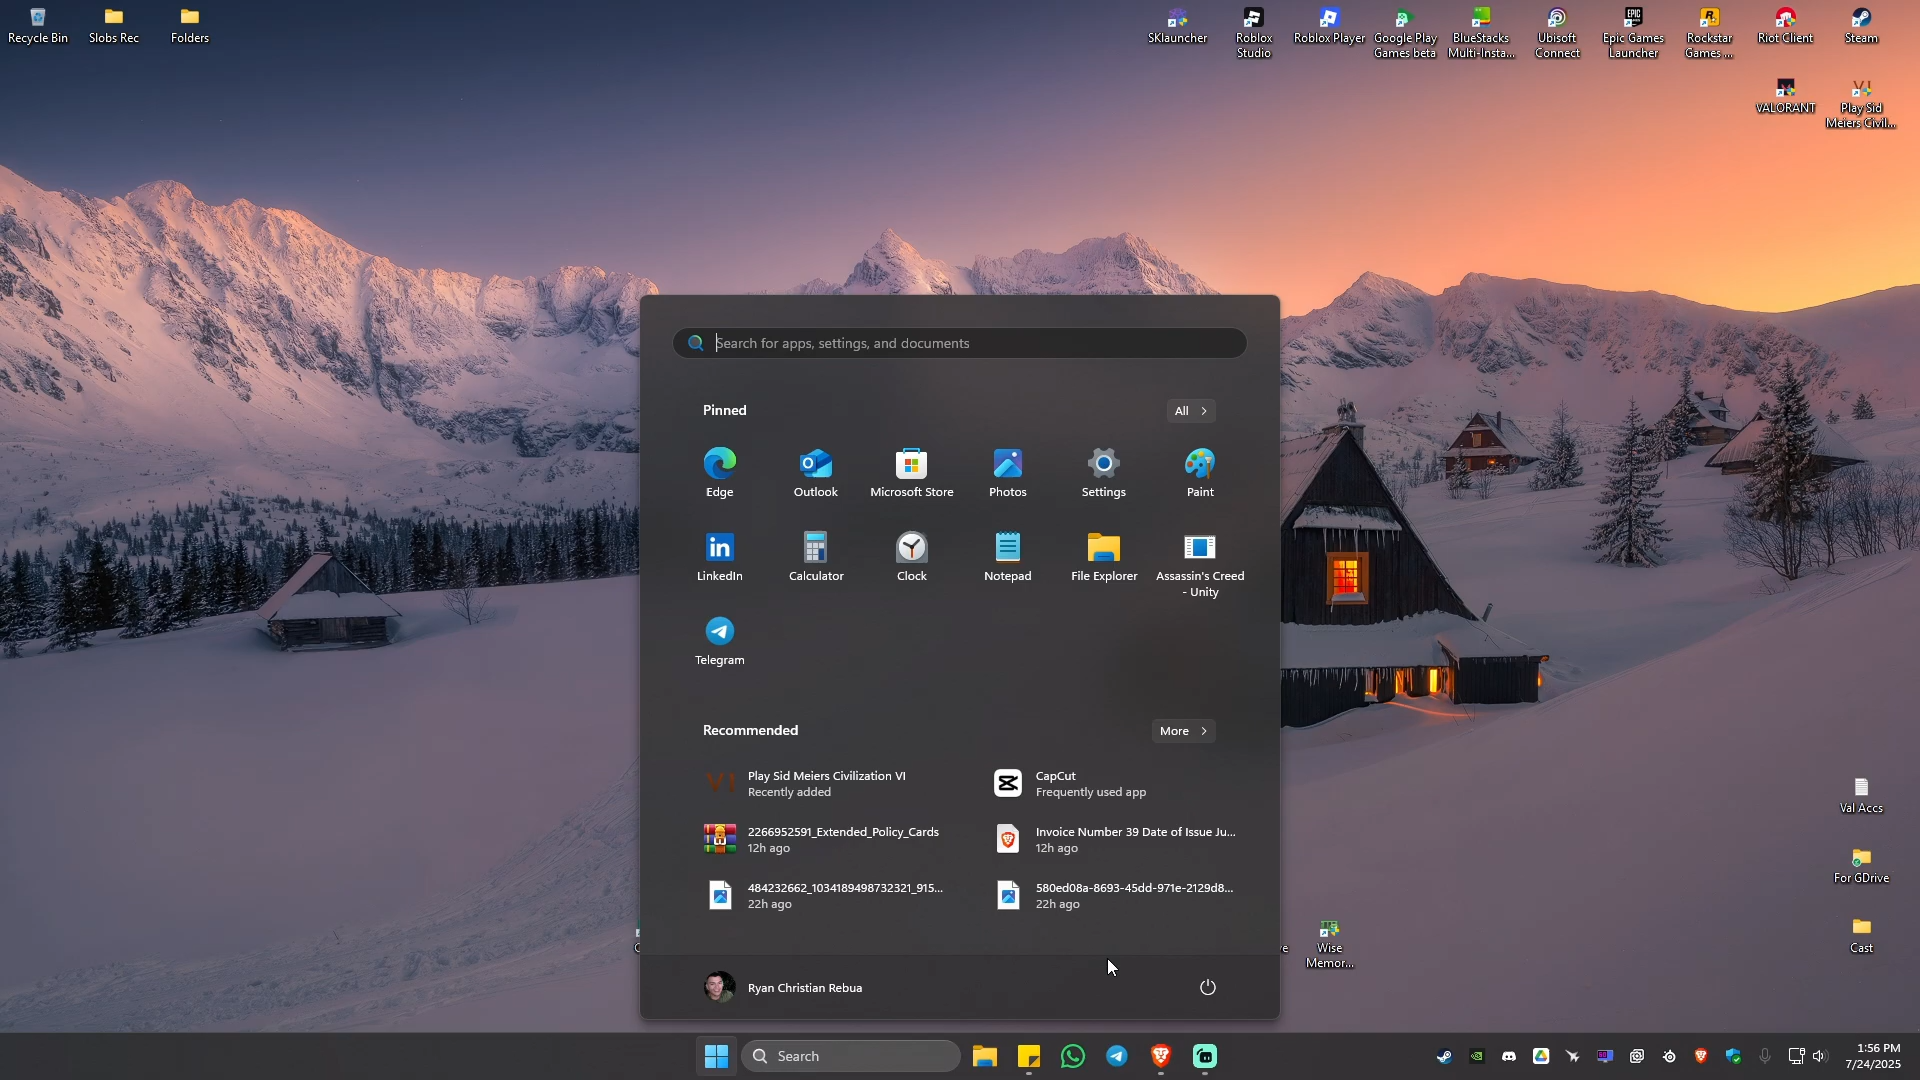 Recycle Bin
Slobs Rec
Folders
SKlauncher
Roblox
Studio
Roblox Player
Google Play
Games beta
BlueStacks
Multi-Insta...
Ubisoft
Connect
Epic Games
Launcher
Rockstar
Games ...
Riot Client
Steam
VALORANT
Play Sid
Meiers Civil...
Search for apps, settings, and documents
Pinned
All
Edge
Outlook
Microsoft Store
Photos
Settings
Paint
LinkedIn
Calculator
Clock
Notepad
File Explorer
Assassin's Creed
- Unity
Telegram
Recommended
More
Play Sid Meiers Civilization VI
Recently added
CapCut
Frequently used app
2266952591_Extended_Policy_Cards
12h ago
Invoice Number 39 Date of Issue Ju...
12h ago
484232662_1034189498732321_915...
22h ago
580ed08a-8693-45dd-971e-2129d8...
22h ago
Ryan Christian Rebua
Val Accs
For GDrive
Cast
Wise
Memor...
Search
1:56 PM
7/24/2025